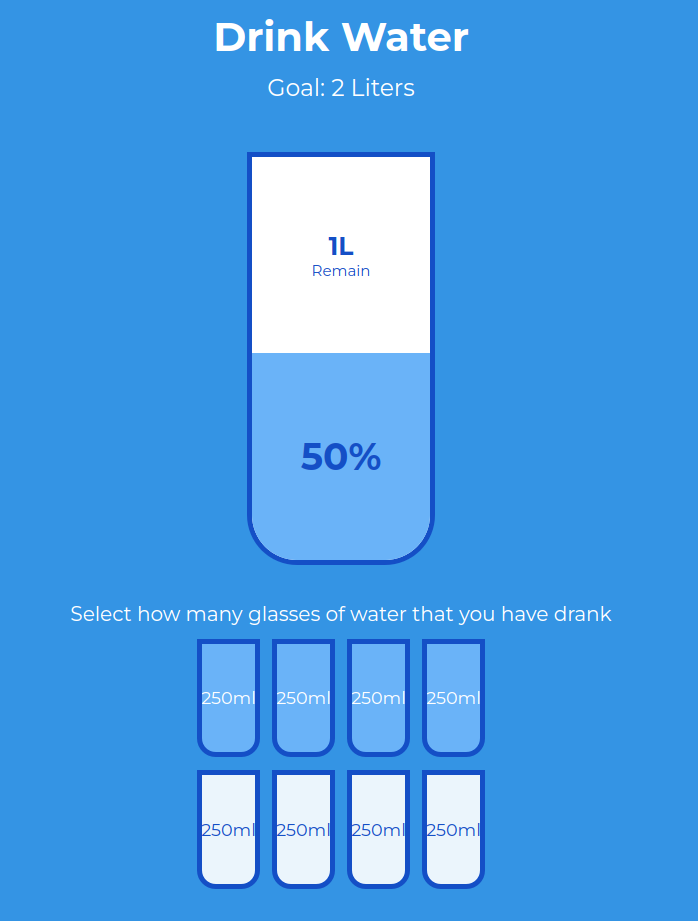 Drink Water
Goal: 2 Liters
1L
Remain
50%
Select how many glasses of water that you have drank
250ml 250ml 250ml 250ml
250ml 250ml 250ml 250ml